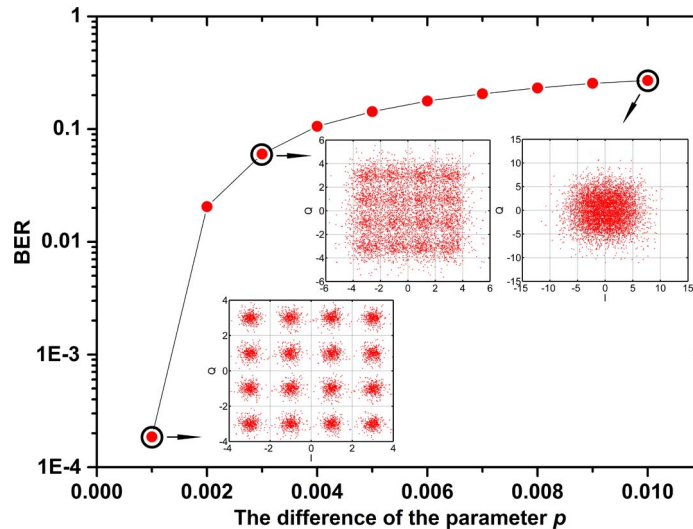 1
0.1
0.01
1E-3
1E-4
BER
0.000 0.002 0.004 0.006 0.008 0.010
The difference of the parameter p
6
4
2
0
-2
-4
-6
Q
-6 -4 -2 0 2 4 6
I
15
10
5
0
-5
-10
-15
Q
-15 -10 -5 0 5 10 15
I
4
2
0
-2
-4
Q
-4 -2 0 2 4
I